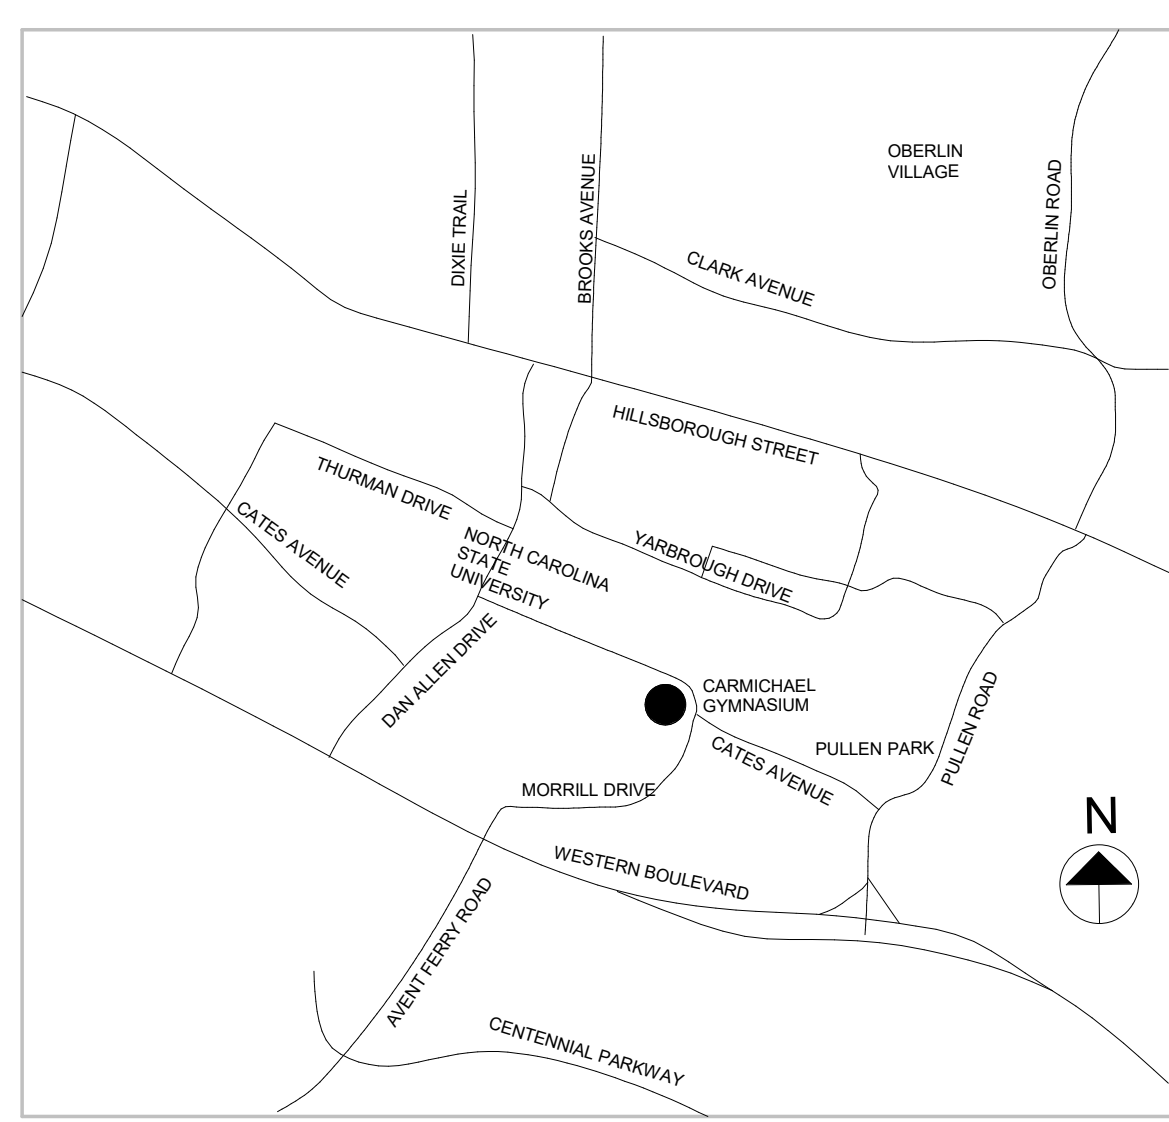 OBERLIN
VILLAGE
DIXIE TRAIL
BROOKS AVENUE
OBERLIN ROAD
CLARK AVENUE
HILLSBOROUGH STREET
THURMAN DRIVE
CATES AVENUE
NORTH CAROLINA
STATE
UNIVERSITY
YARBROUGH DRIVE
DAN ALLEN DRIVE
CARMICHAEL
GYMNASIUM
PULLEN ROAD
PULLEN PARK
CATES AVENUE
MORRILL DRIVE
N
WESTERN BOULEVARD
AVENT FERRY ROAD
CENTENNIAL PARKWAY